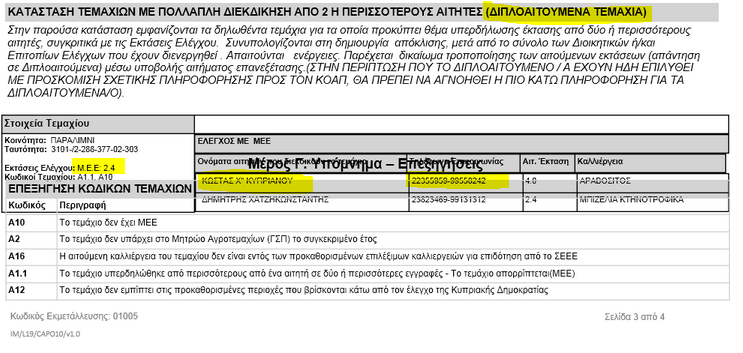 ΚΑΤΑΣΤΑΣΗ ΤΕΜΑΧΙΩΝ ΜΕ ΠΟΛΛΑΠΛΗ ΔΙΕΚΔΙΚΗΣΗ ΑΠΟ 2 Η ΠΕΡΙΣΣΟΤΕΡΟΥΣ ΑΙΤΗΤΕΣ (ΔΙΠΛΟΑΙΤΟΥΜΕΝΑ ΤΕΜΑΧΙΑ)
Στην παρούσα κατάσταση εμφανίζονται τα δηλωθέντα τεμάχια για τα οποία προκύπτει θέμα υπερδήλωσης έκτασης από δύο ή περισσότερους
αιτητές, συγκριτικά με τις Εκτάσεις Ελέγχου. Συνυπολογίζονται στη δημιουργία απόκλισης, μετά από το σύνολο των Διοικητικών ή/και
Επιτοπίων Ελέγχων που έχουν διενεργηθεί . Απαιτούνται ενέργειες. Παρέχεται δικαίωμα τροποποίησης των αιτούμενων εκτάσεων (απάντηση
σε Διπλοαιτούμενα) μέσω υποβολής αιτήματος επανεξέτασης.(ΣΤΗΝ ΠΕΡΙΠΤΩΣΗ ΠΟΥ ΤΟ ΔΙΠΛΟΑΙΤΟΥΜΕΝΟ / Α ΕΧΟΥΝ ΗΔΗ ΕΠΙΛΥΘΕΙ
ΜΕ ΠΡΟΣΚΟΜΙΣΗ ΣΧΕΤΙΚΗΣ ΠΛΗΡΟΦΟΡΗΣΗΣ ΠΡΟΣ ΤΟΝ ΚΟΑΠ, ΘΑ ΠΡΕΠΕΙ ΝΑ ΑΓΝΟΗΘΕΙ Η ΠΙΟ ΚΑΤΩ ΠΛΗΡΟΦΟΡΗΣΗ ΓΙΑ ΤΑ
ΔΙΠΛΟΑΙΤΟΥΜΕΝΑ/Ο).
Στοιχεία Τεμαχίου
Κοινότητα: ΠΑΡΑΛΙΜΝΙ
Ταυτότητα: 3101-/2-288-377-02-303
Εκτάσεις Ελέγχου: Μ.Ε.Ε: 2.4
Κωδικοί Τεμαχίου: Α1.1, Α10
ΕΛΕΓΧΟΣ ΜΕ ΜΕΕ
Ονόματα αιτητών που διεκδικούν το τεμάχιο Τηλέφωνα Επικοινωνίας Αιτ. Έκταση Καλλιέργεια
Μέρος Γ: Υπόμνημα – Επεξηγήσεις
ΚΩΣΤΑΣ Χ" ΚΥΠΡΙΑΝΟΥ 22355959-99558242 4.0 ΑΡΑΒΟΣΙΤΟΣ
ΔΗΜΗΤΡΗΣ ΧΑΤΖΗΚΩΝΣΤΑΝΤΗΣ 23823469-99131312 2.4 ΜΠΙΖΕΛΙΑ ΚΤΗΝΟΤΡΟΦΙΚΑ
ΕΠΕΞΗΓΗΣΗ ΚΩΔΙΚΩΝ ΤΕΜΑΧΙΩΝ
Κωδικός Περιγραφή
Α10 Το τεμάχιο δεν έχει ΜΕΕ
Α2 Το τεμάχιο δεν υπάρχει στο Μητρώο Αγροτεμαχίων (ΓΣΠ) το συγκεκριμένο έτος
Α16 Η αιτούμενη καλλιέργεια του τεμαχίου δεν είναι εντός των προκαθορισμένων επιλέξιμων καλλιεργειών για επιδότηση από το ΣΕΕΕ
Α1.1 Το τεμάχιο υπερδηλώθηκε από περισσότερους από ένα αιτητή σε δύο ή περισσότερες εγγραφές - Το τεμάχιο απορρίπτεται(ΜΕΕ)
Α12 Το τεμάχιο δεν εμπίπτει στις προκαθορισμένες περιοχές που βρίσκονται κάτω από τον έλεγχο της Κυπριακής Δημοκρατίας
Κωδικός Εκμετάλλευσης: 01005 Σελίδα 3 από 4
IM/L19/CAPO10/v1.0